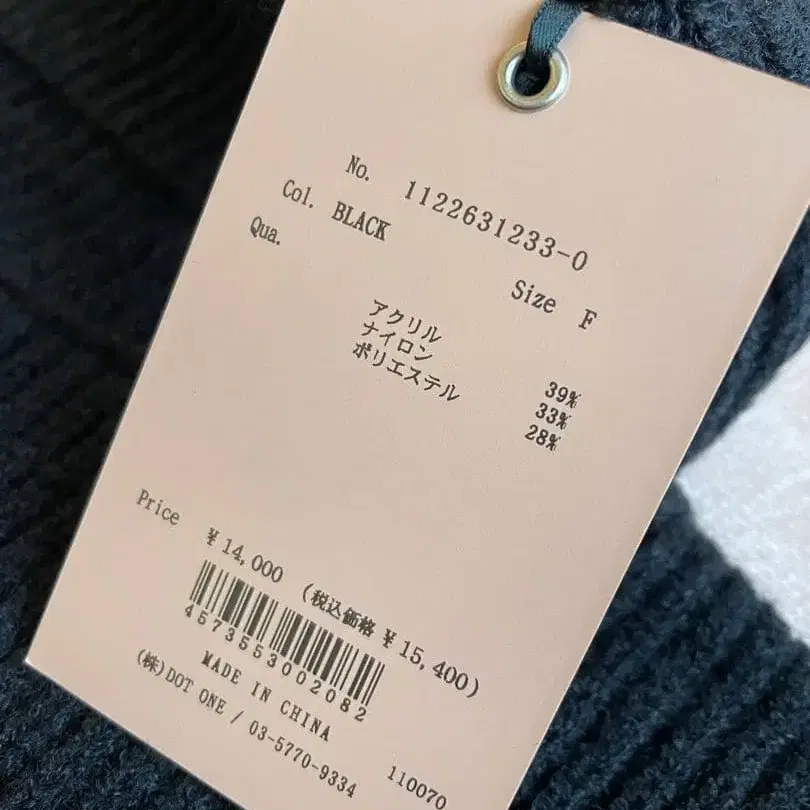 No. 1122631233-0
Col. BLACK Size F
Qua.
アクリル 39%
ナイロン 33%
ポリエステル 28%
Price ¥14,000 (税込価格 ¥15,400)
4573553002082
MADE IN CHINA
(株)DOT ONE / 03-5770-9334
110070